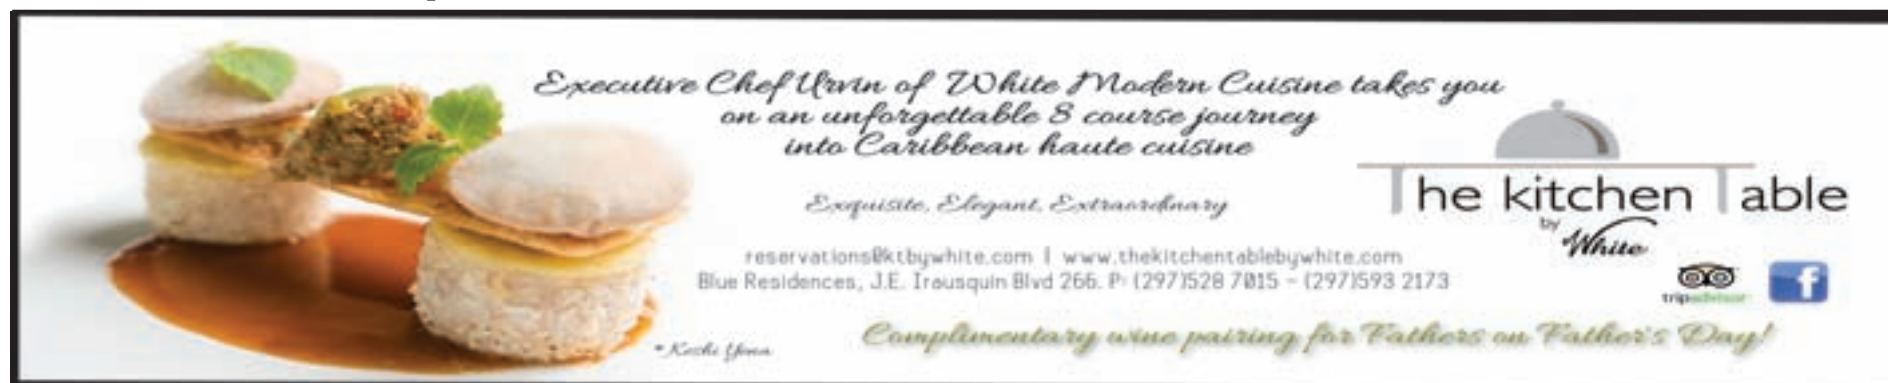 Executive Chef Urvin of White Modern Cuisine takes you
on an unforgettable 8 course journey
into Caribbean haute cuisine
Exquisite, Elegant, Extraordinary
The kitchen Table
by White
reservations@ktbywhite.com | www.thekitchentablebywhite.com
Blue Residences, J.E. Irausquin Blvd 266. P: (297)528 7015 - (297)593 2173
tripadvisor
f
* Keshi Yena
Complimentary wine pairing for Fathers on Father's Day!